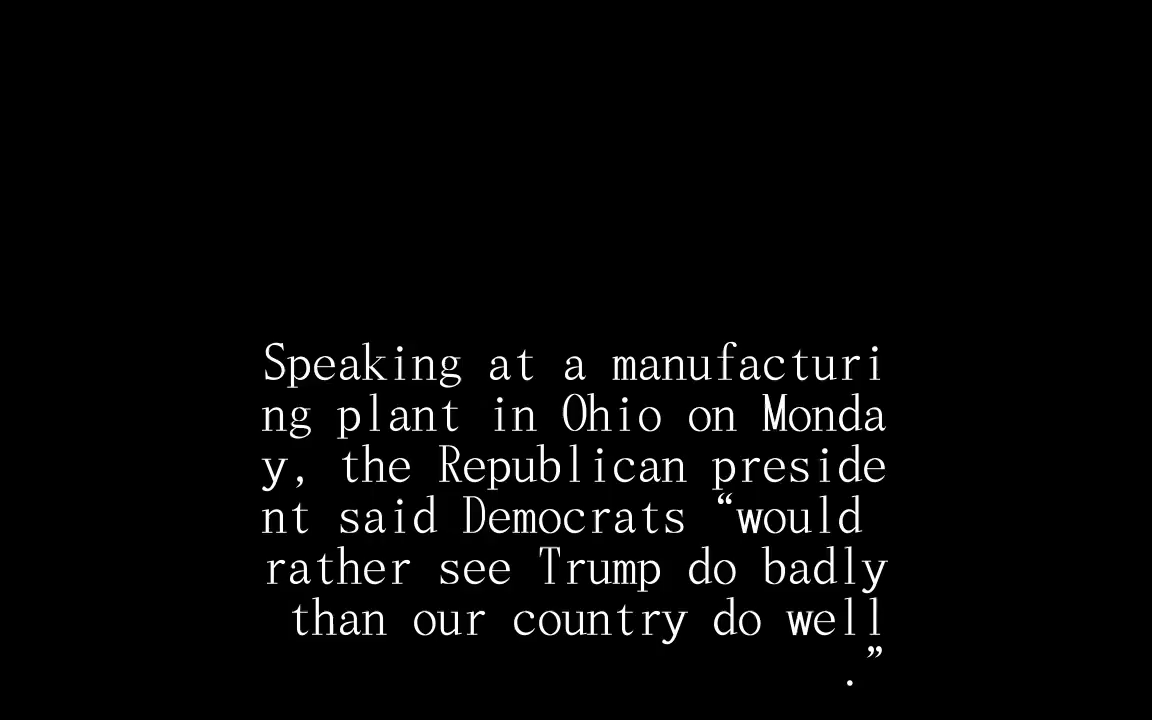 Speaking at a manufacturi
ng plant in Ohio on Monda
y, the Republican preside
nt said Democrats “would
rather see Trump do badly
than our country do well
.”